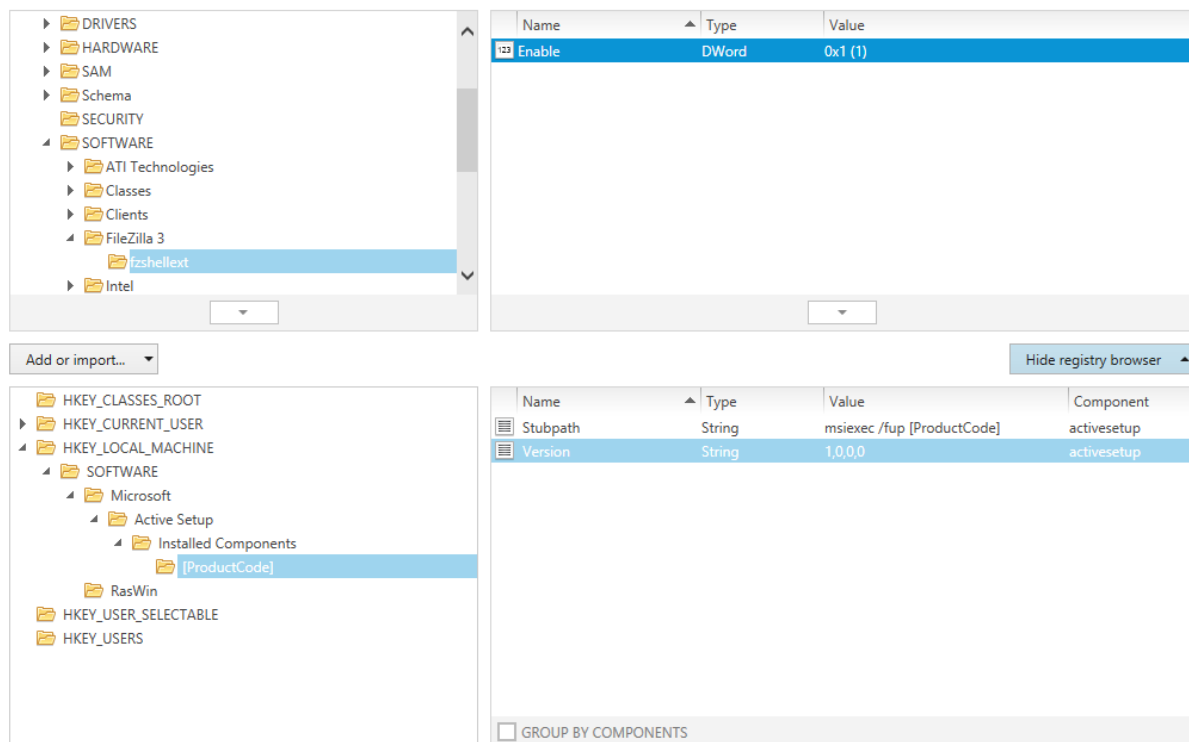 DRIVERS
HARDWARE
SAM
Schema
SECURITY
SOFTWARE
ATI Technologies
Classes
Clients
FileZilla 3
fzshellext
Intel
Name Type Value
123 Enable DWord 0x1 (1)
Add or import...
Hide registry browser
HKEY_CLASSES_ROOT
HKEY_CURRENT_USER
HKEY_LOCAL_MACHINE
SOFTWARE
Microsoft
Active Setup
Installed Components
[ProductCode]
RasWin
HKEY_USER_SELECTABLE
HKEY_USERS
Name Type Value Component
Stubpath String msiexec /fup [ProductCode] activesetup
Version String 1,0,0,0 activesetup
GROUP BY COMPONENTS